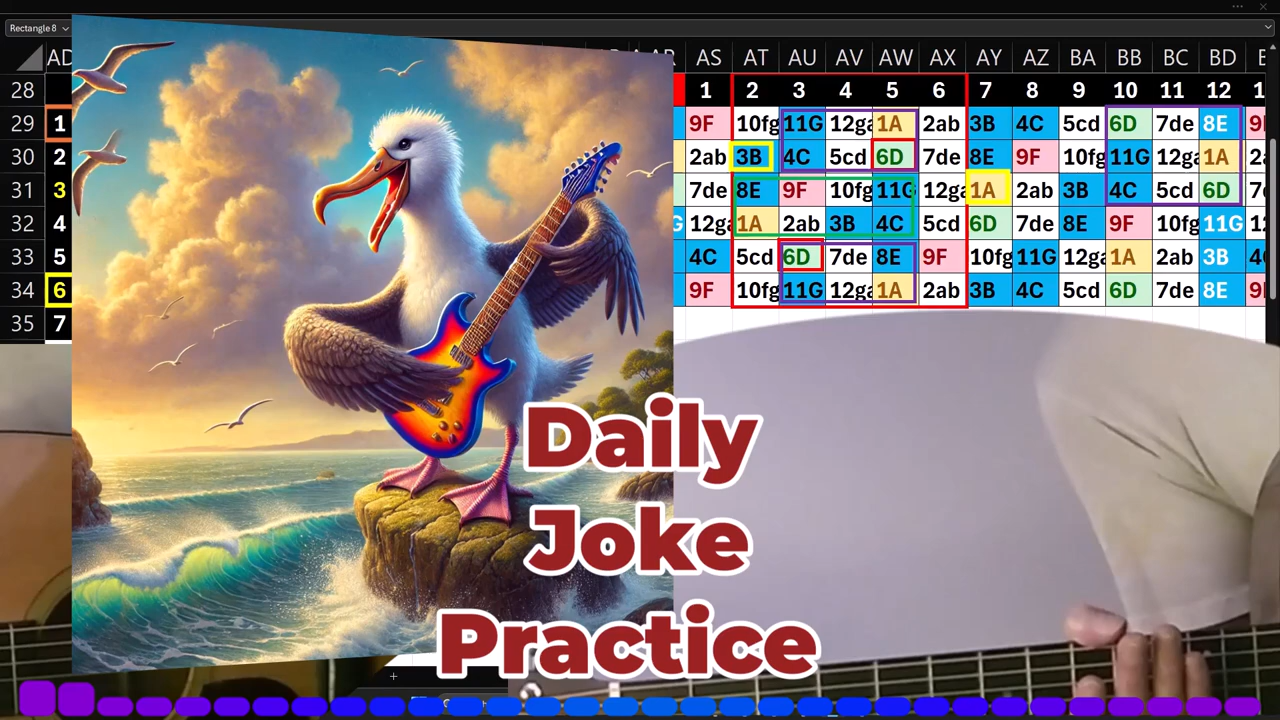 Rectangle 8
AD AS AT AU AV AW AX AY AZ BA BB BC BD
28 1 2 3 4 5 6 7 8 9 10 11 12
29 1 9F 10fg 11G 12ga 1A 2ab 3B 4C 5cd 6D 7de 8E
30 2 2ab 3B 4C 5cd 6D 7de 8E 9F 10fg 11G 12ga 1A
31 3 7de 8E 9F 10fg 11G 12ga 1A 2ab 3B 4C 5cd 6D
32 4 12ga 1A 2ab 3B 4C 5cd 6D 7de 8E 9F 10fg 11G
33 5 4C 5cd 6D 7de 8E 9F 10fg 11G 12ga 1A 2ab 3B
34 6 9F 10fg 11G 12ga 1A 2ab 3B 4C 5cd 6D 7de 8E
35 7
Daily
Joke
Practice